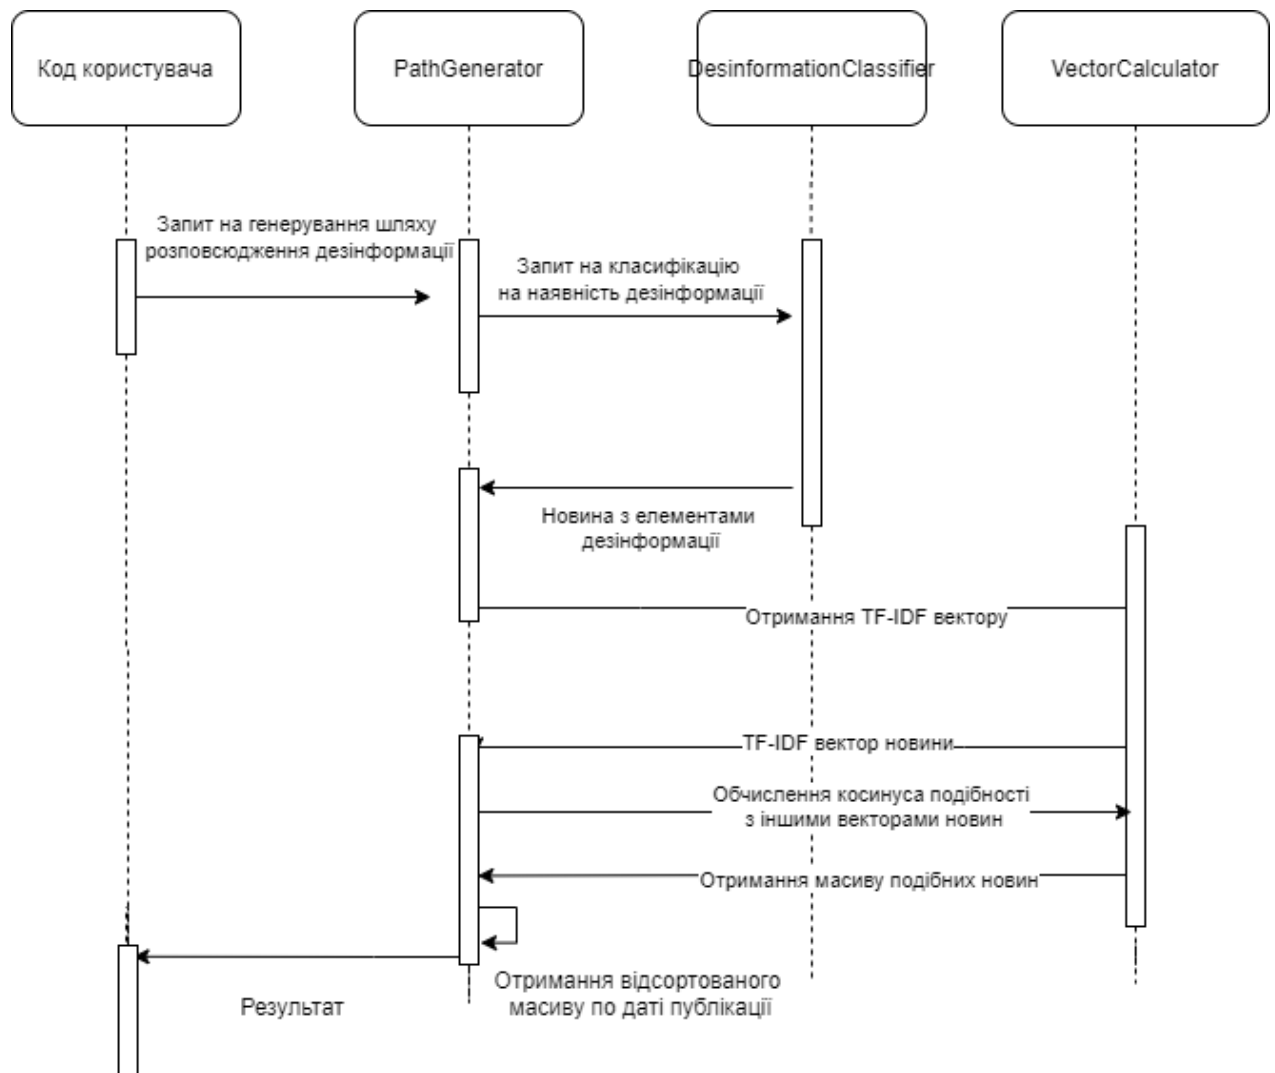 Код користувача
PathGenerator
DesinformationClassifier
VectorCalculator
Запит на генерування шляху
розповсюдження дезінформації
Запит на класифікацію
на наявність дезінформації
Новина з елементами
дезінформації
Отримання TF-IDF вектору
TF-IDF вектор новини
Обчислення косинуса подібності
з іншими векторами новин
Отримання масиву подібних новин
Отримання відсортованого
масиву по даті публікації
Результат